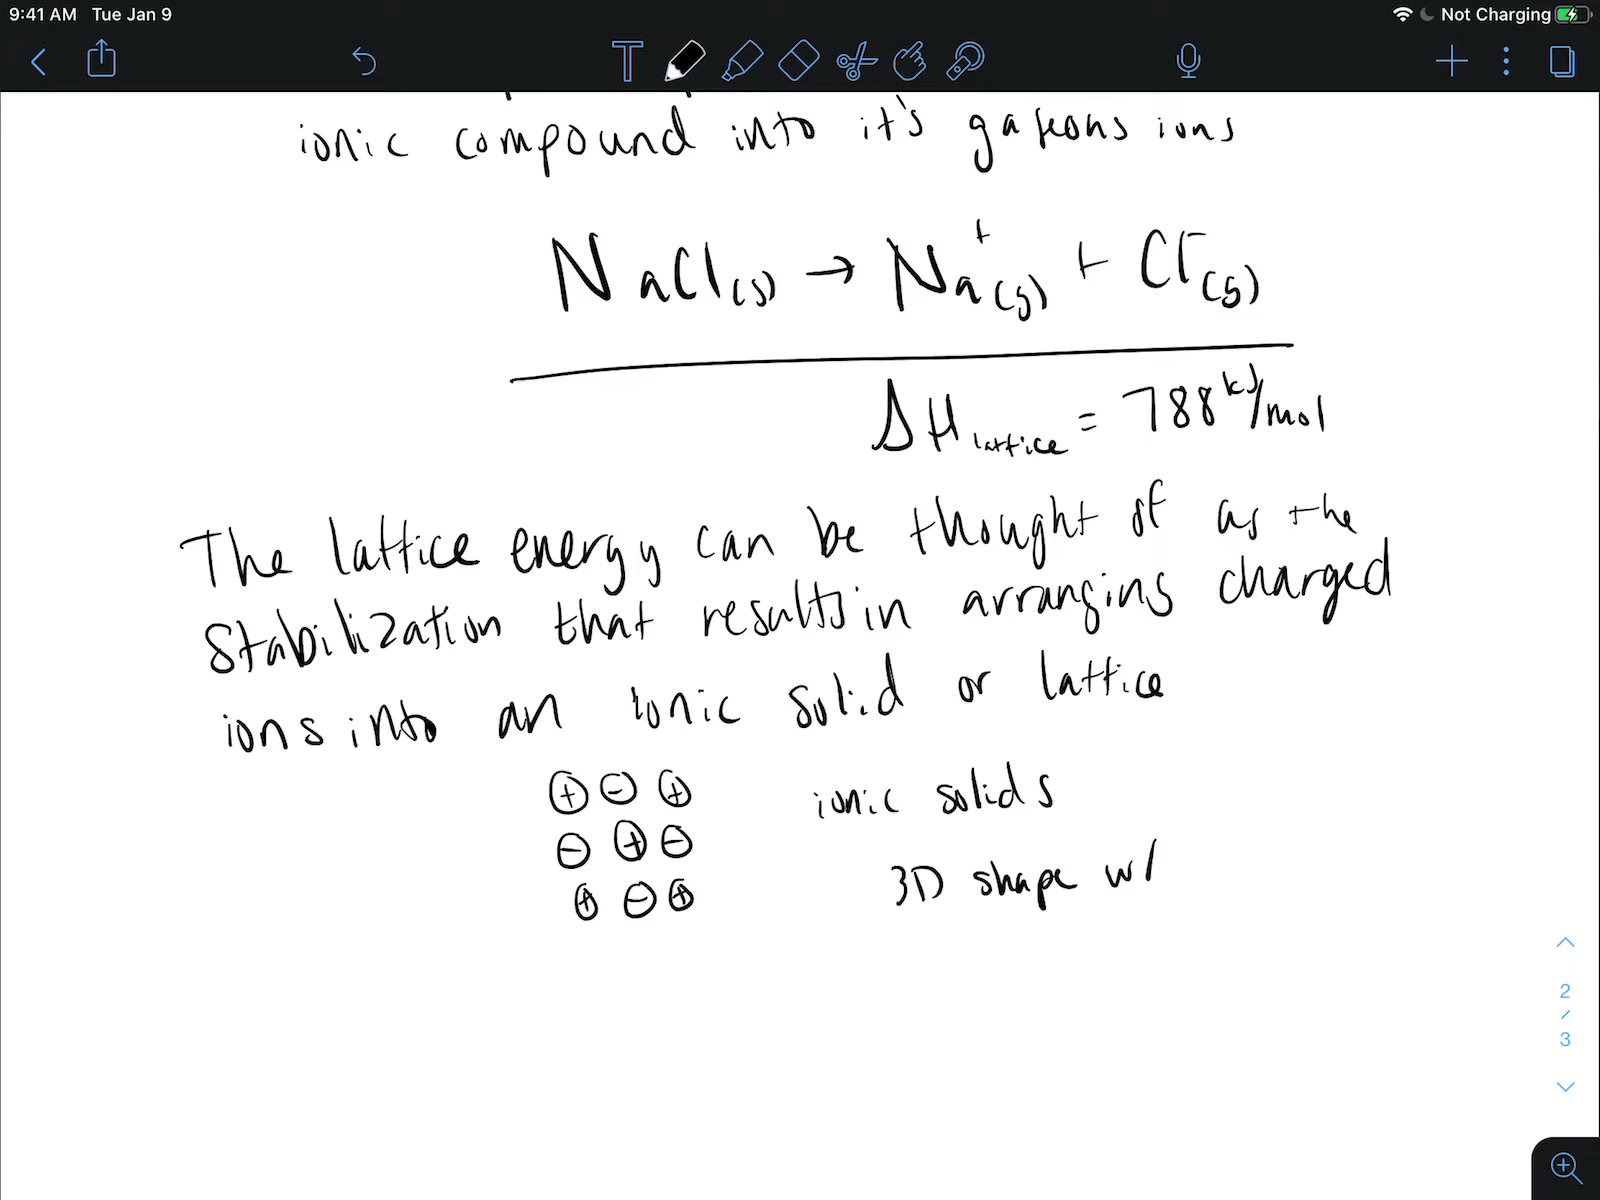 9:41 AM Tue Jan 9 Not Charging
T
ionic compound into it's gaseous ions
NaCl(s) → Na⁺(g) + Cl⁻(g)
ΔH lattice = 788 kJ/mol
The lattice energy can be thought of as the
stabilization that results in arranging charged
ions into an ionic solid or lattice
⊕ ⊖ ⊕ ionic solids
⊖ ⊕ ⊖
3D shape w/
⊕ ⊖ ⊕
2
/
3